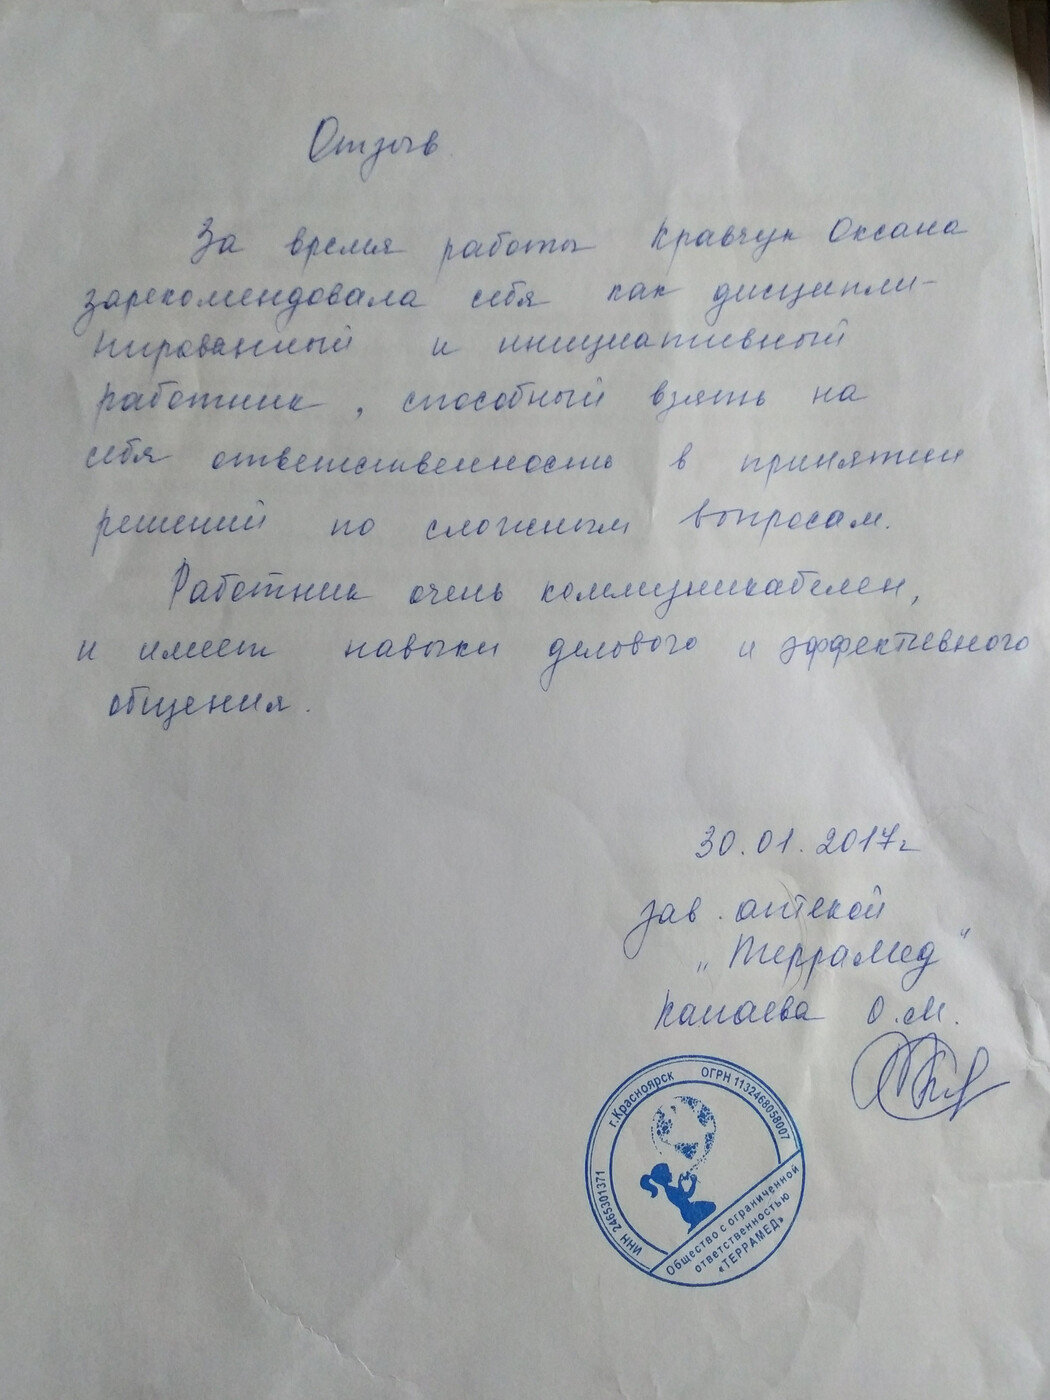 Отзыв
За время работы Кравчук Оксана
зарекомендовала себя как дисципли-
нированный и инициативный
работник, способный взять на
себя ответственность в принятии
решений по сложным вопросам.
Работник очень коммуникабелен,
и имеет навыки делового и эффективного
общения.
30.01.2017г
зав. аптекой
„ТерраМед“
О.М.
г.Красноярск ОГРН 1132468058007
ИНН 2465301371
Общество с ограниченной
ответственностью
«ТЕРРАМЕД»